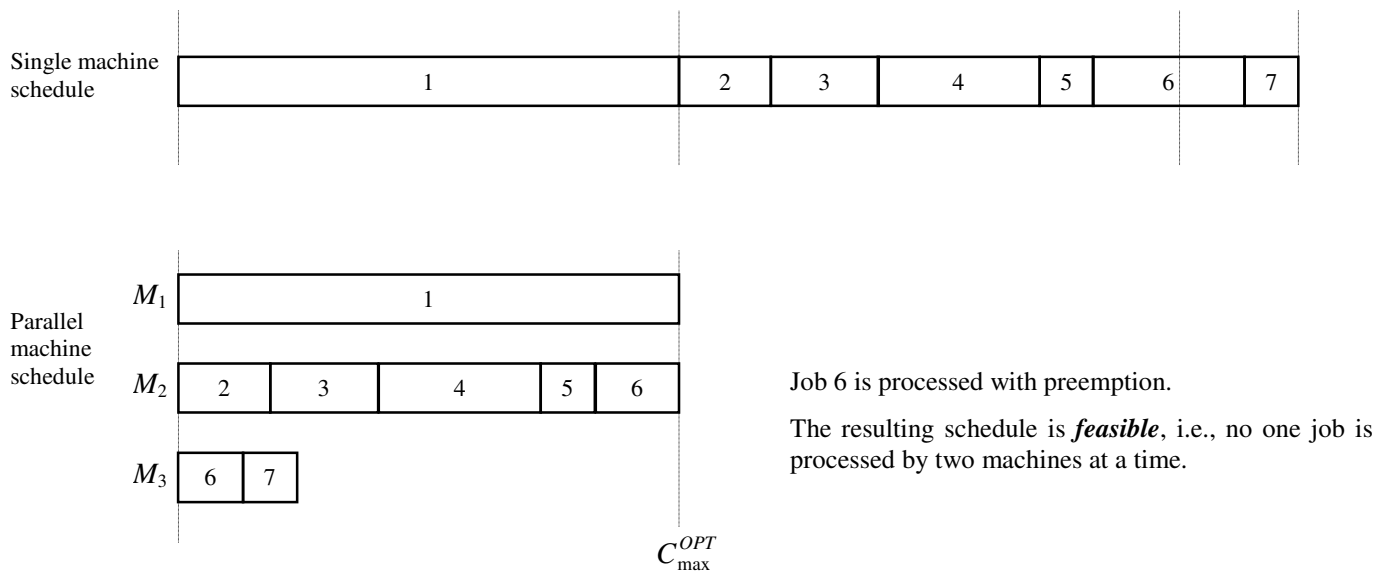 Single machine
schedule
1 2 3 4 5 6 7
Parallel
machine
schedule
M₁ 1
M₂ 2 3 4 5 6
M₃ 6 7
C_max^OPT
Job 6 is processed with preemption.
The resulting schedule is feasible, i.e., no one job is
processed by two machines at a time.